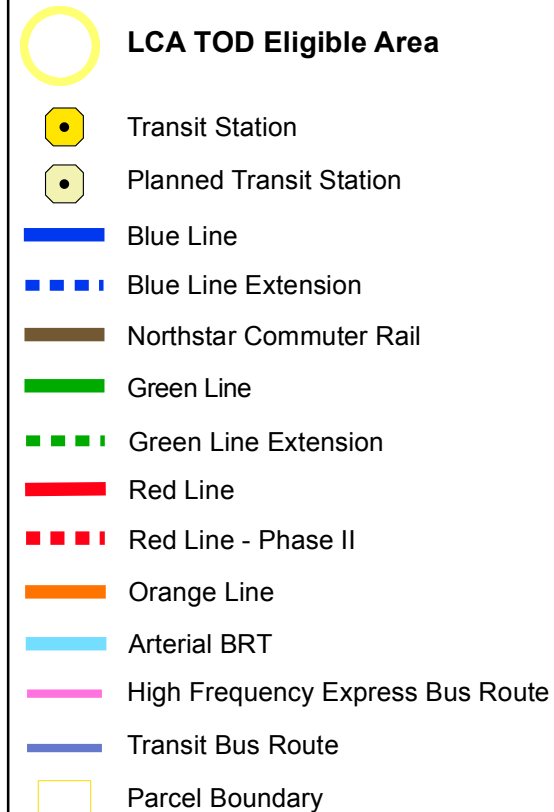 LCA TOD Eligible Area
Transit Station
Planned Transit Station
Blue Line
Blue Line Extension
Northstar Commuter Rail
Green Line
Green Line Extension
Red Line
Red Line - Phase II
Orange Line
Arterial BRT
High Frequency Express Bus Route
Transit Bus Route
Parcel Boundary